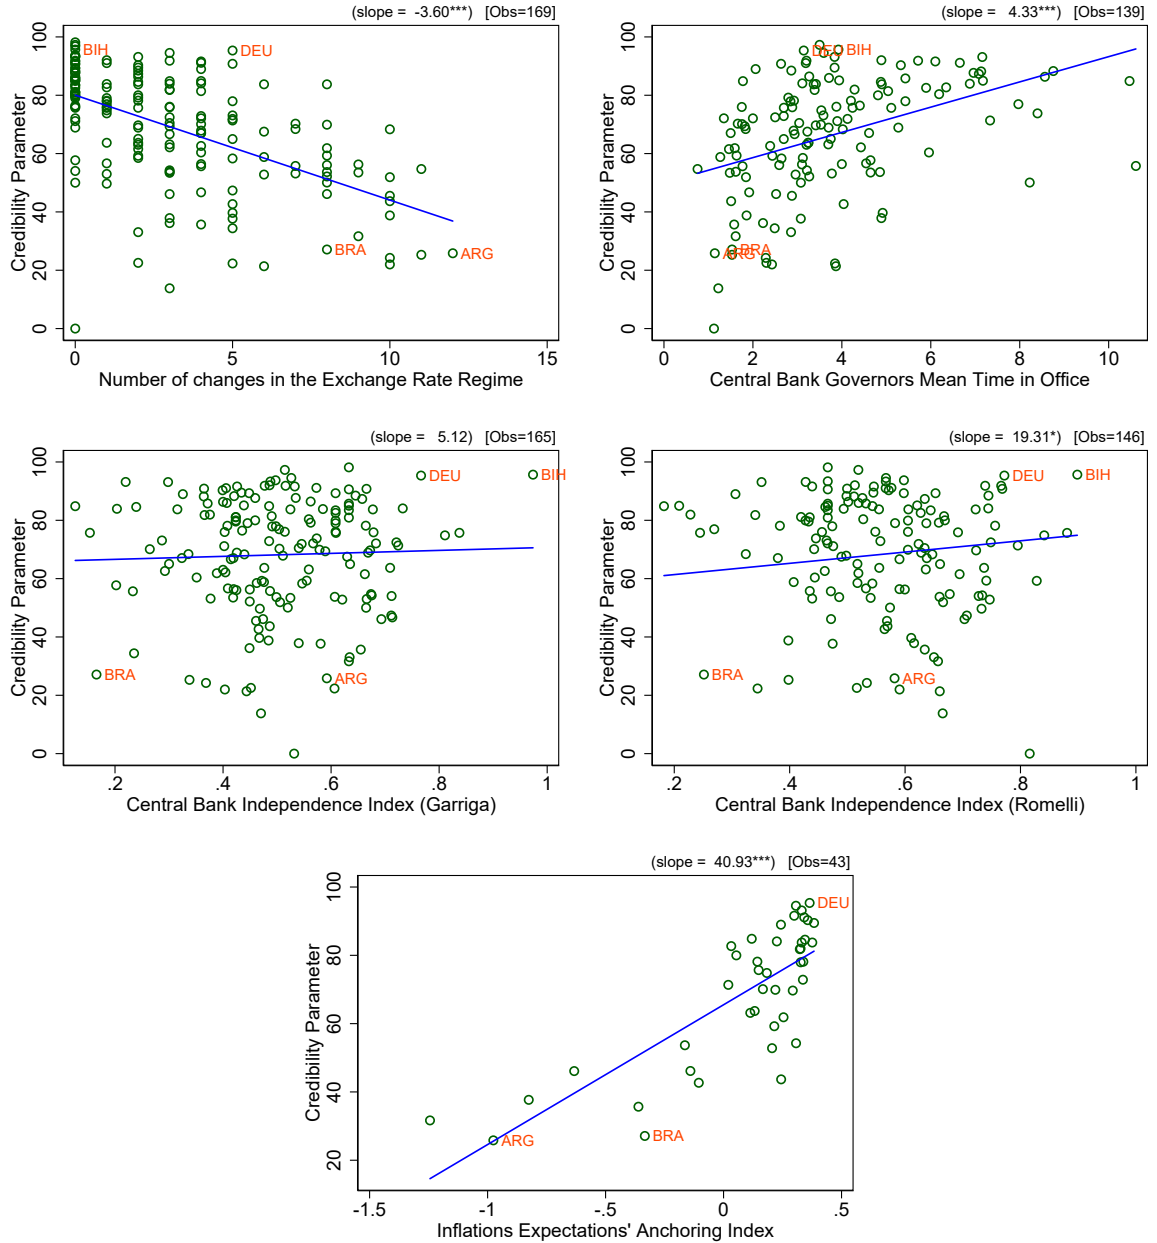 (slope = -3.60***) [Obs=169]
100
80
60
40
20
0
Credibility Parameter
BIH
DEU
BRA
ARG
0 5 10 15
Number of changes in the Exchange Rate Regime
(slope = 4.33***) [Obs=139]
100
80
60
40
20
0
Credibility Parameter
DEU
BIH
BRA
ARG
0 2 4 6 8 10
Central Bank Governors Mean Time in Office
(slope = 5.12) [Obs=165]
100
80
60
40
20
0
Credibility Parameter
DEU
BIH
BRA
ARG
.2 .4 .6 .8 1
Central Bank Independence Index (Garriga)
(slope = 19.31*) [Obs=146]
100
80
60
40
20
0
Credibility Parameter
DEU
BIH
BRA
ARG
.2 .4 .6 .8 1
Central Bank Independence Index (Romelli)
(slope = 40.93***) [Obs=43]
100
80
60
40
20
Credibility Parameter
DEU
BRA
ARG
-1.5 -1 -.5 0 .5
Inflations Expectations' Anchoring Index